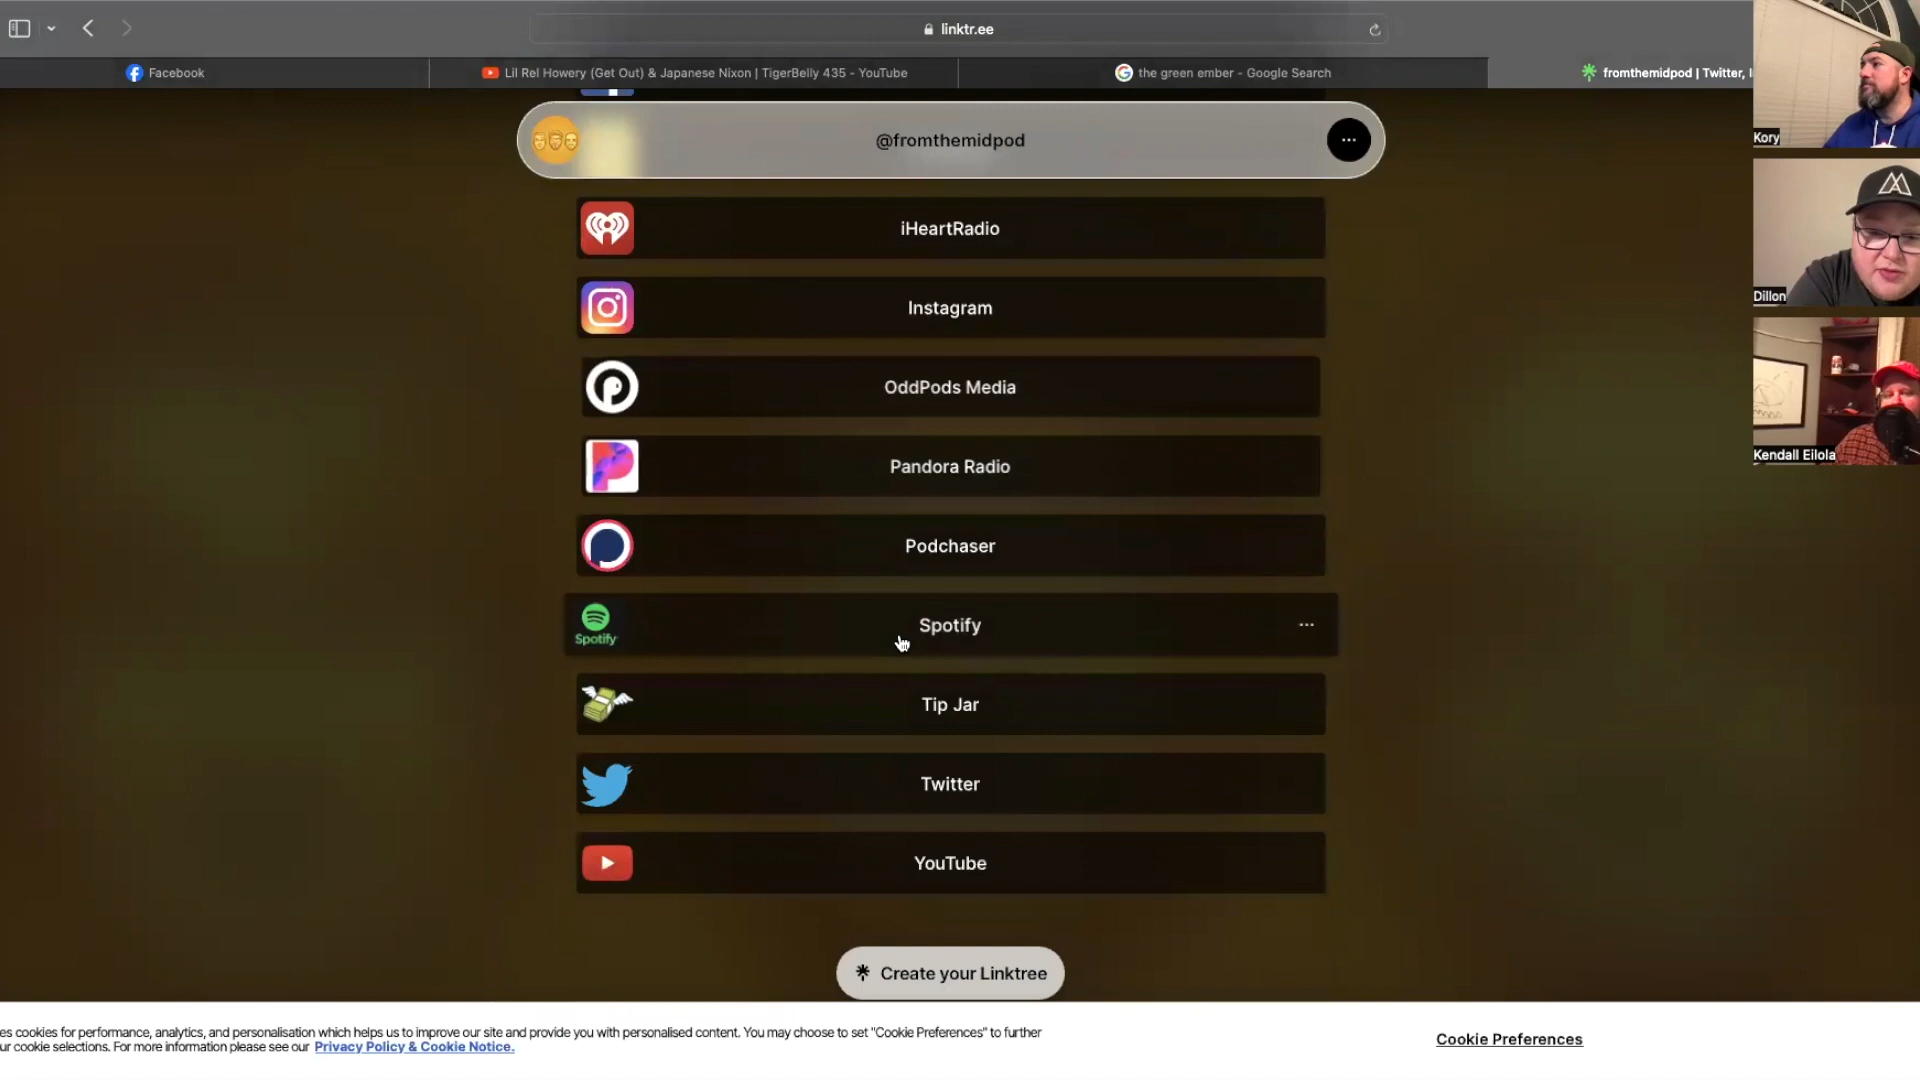 linktr.ee
Facebook
Lil Rel Howery (Get Out) & Japanese Nixon | TigerBelly 435 - YouTube
the green ember - Google Search
fromthemidpod | Twitter,
@fromthemidpod
Kory
iHeartRadio
Instagram
Dillon
OddPods Media
Pandora Radio
Kendall Eilola
Podchaser
Spotify
Spotify
Tip Jar
Twitter
YouTube
Create your Linktree
es cookies for performance, analytics, and personalisation which helps us to improve our site and provide you with personalised content. You may choose to set "Cookie Preferences" to further
ur cookie selections. For more information please see our Privacy Policy & Cookie Notice.
Cookie Preferences